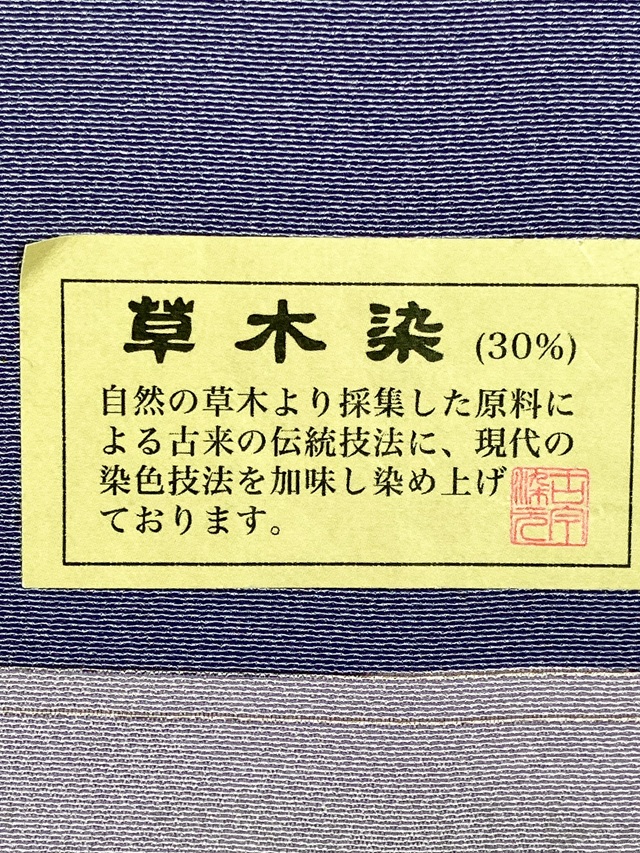 草木染 (30%)
自然の草木より採集した原料に
よる古来の伝統技法に、現代の
染色技法を加味し染め上げ
ております。